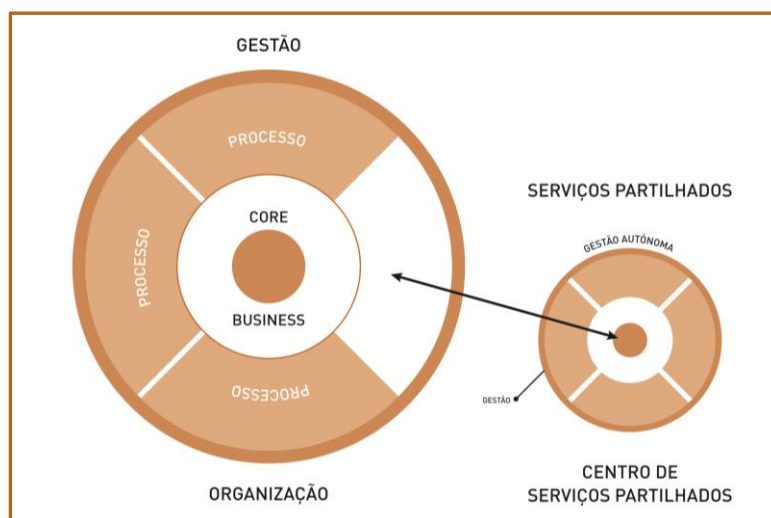 GESTÃO
PROCESSO
PROCESSO
CORE
BUSINESS
PROCESSO
ORGANIZAÇÃO
SERVIÇOS PARTILHADOS
GESTÃO AUTÓNOMA
GESTÃO
CENTRO DE
SERVIÇOS PARTILHADOS